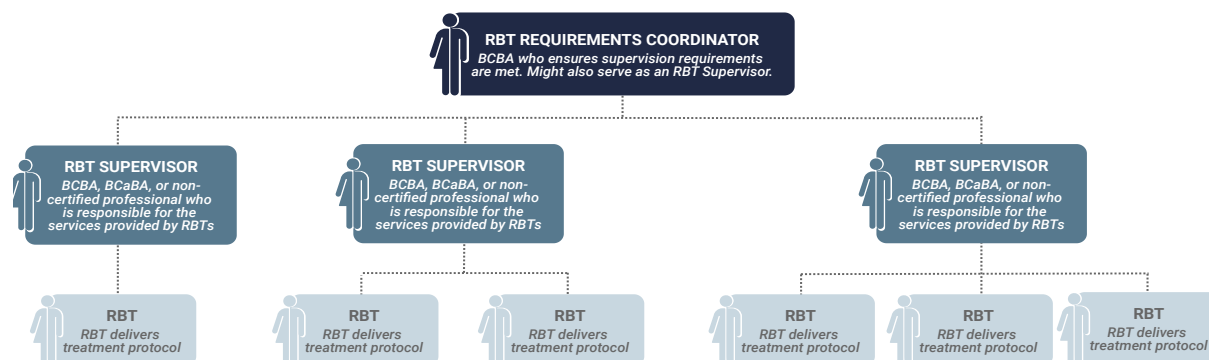 RBT REQUIREMENTS COORDINATOR
BCBA who ensures supervision requirements
are met. Might also serve as an RBT Supervisor.
RBT SUPERVISOR
BCBA, BCaBA, or non-
certified professional who
is responsible for the
services provided by RBTs
RBT SUPERVISOR
BCBA, BCaBA, or non-
certified professional who
is responsible for the
services provided by RBTs
RBT SUPERVISOR
BCBA, BCaBA, or non-
certified professional who
is responsible for the
services provided by RBTs
RBT
RBT delivers
treatment protocol
RBT
RBT delivers
treatment protocol
RBT
RBT delivers
treatment protocol
RBT
RBT delivers
treatment protocol
RBT
RBT delivers
treatment protocol
RBT
RBT delivers
treatment protocol